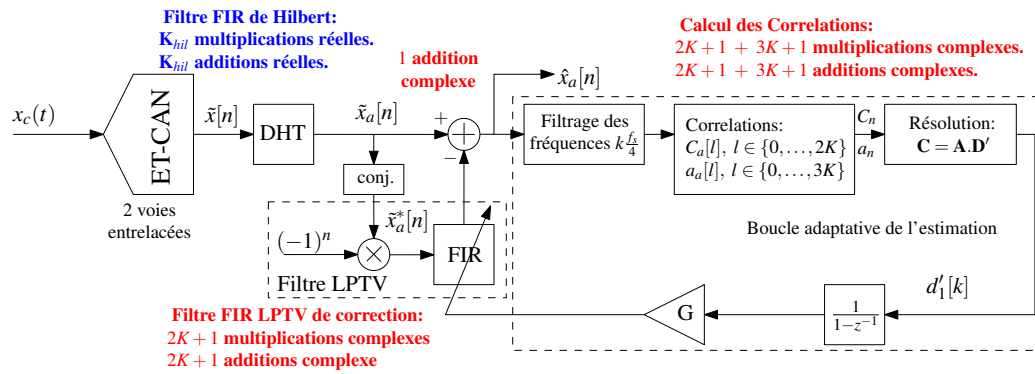 Filtre FIR de Hilbert:
K_hil multiplications réelles.
K_hil additions réelles.
1 addition
complexe
Calcul des Correlations:
2K + 1 + 3K + 1 multiplications complexes.
2K + 1 + 3K + 1 additions complexes.
x_c(t)
ET-CAN
2 voies
entrelacées
x̃[n]
DHT
x̃_a[n]
+
−
x̂_a[n]
conj.
x̃*_a[n]
(−1)^n
×
FIR
Filtre LPTV
Filtrage des
fréquences k f_s/4
Correlations:
C_a[l], l ∈ {0,...,2K}
a_a[l], l ∈ {0,...,3K}
C_n
a_n
Résolution:
C = A.D′
Boucle adaptative de l'estimation
d′_1[k]
1/(1−z^−1)
G
Filtre FIR LPTV de correction:
2K + 1 multiplications complexes
2K + 1 additions complexe